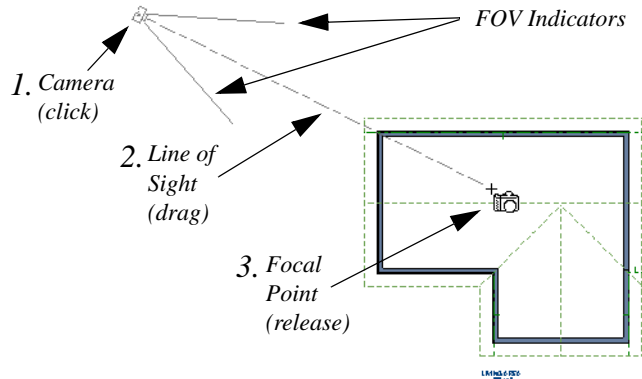 FOV Indicators
1. Camera
(click)
2. Line of
Sight
(drag)
3. Focal
Point
(release)